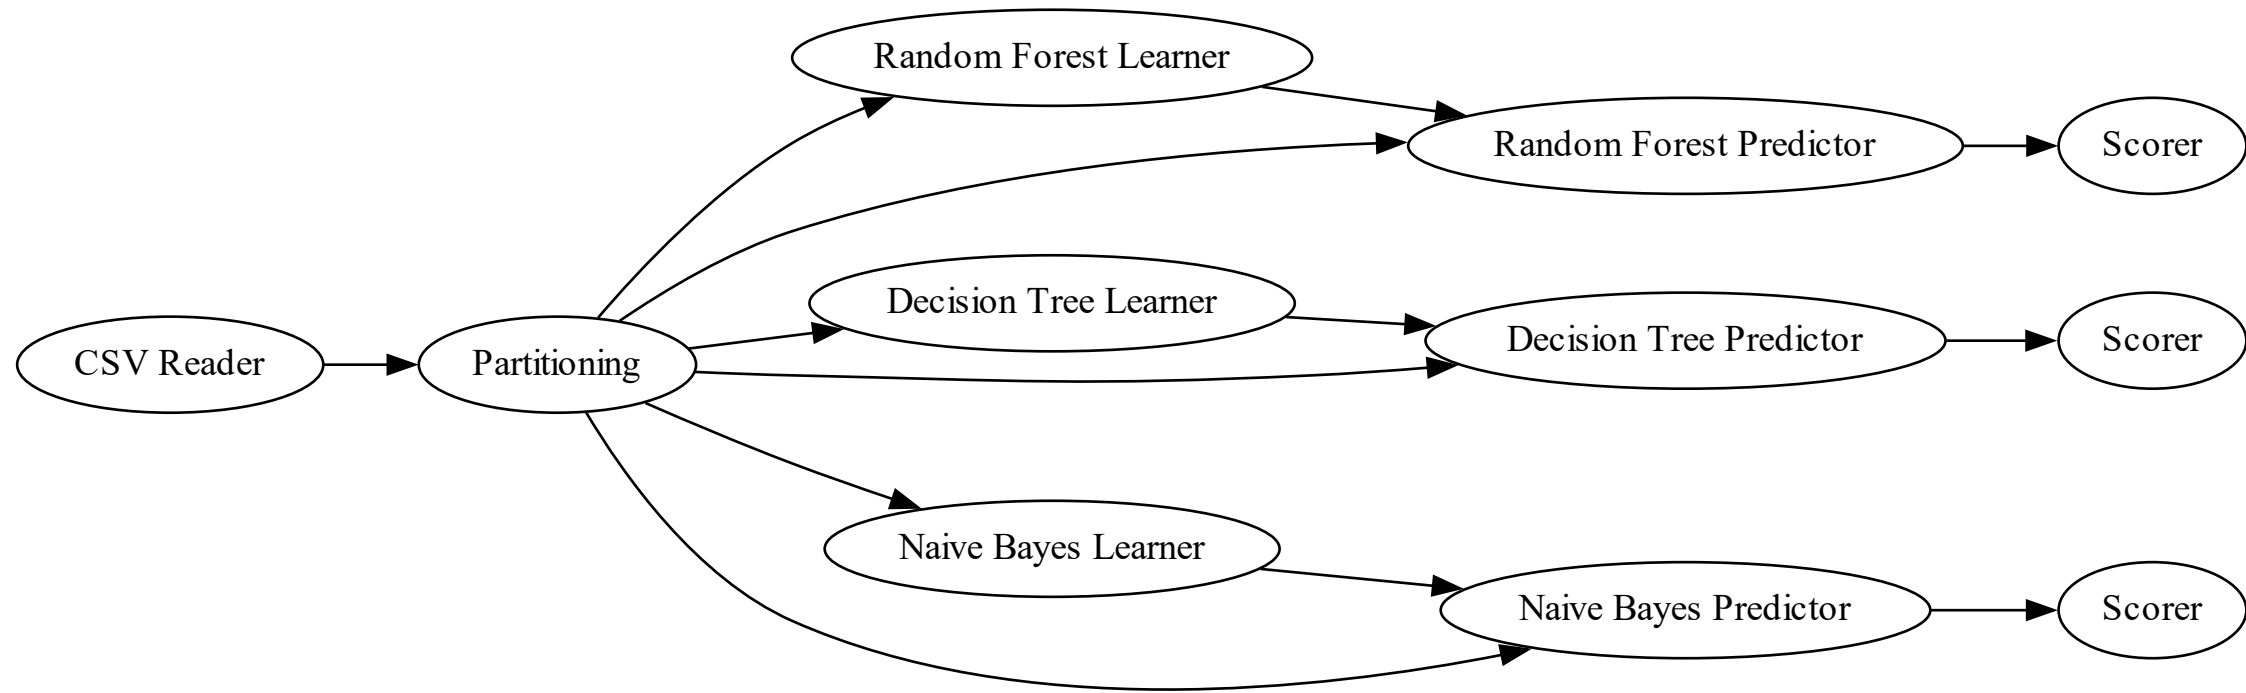 Random Forest Learner
Random Forest Predictor
Scorer
Decision Tree Learner
Decision Tree Predictor
Scorer
CSV Reader
Partitioning
Naive Bayes Learner
Naive Bayes Predictor
Scorer